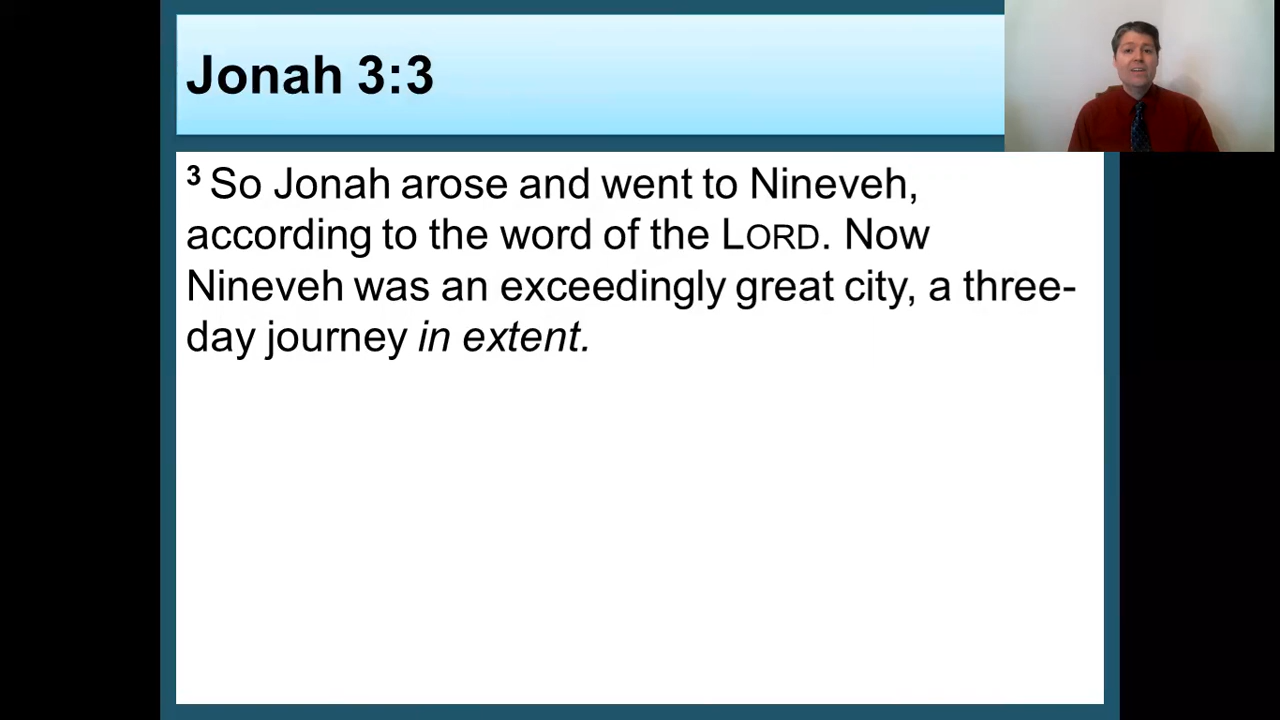 Jonah 3:3
3 So Jonah arose and went to Nineveh,
according to the word of the LORD. Now
Nineveh was an exceedingly great city, a three-
day journey in extent.